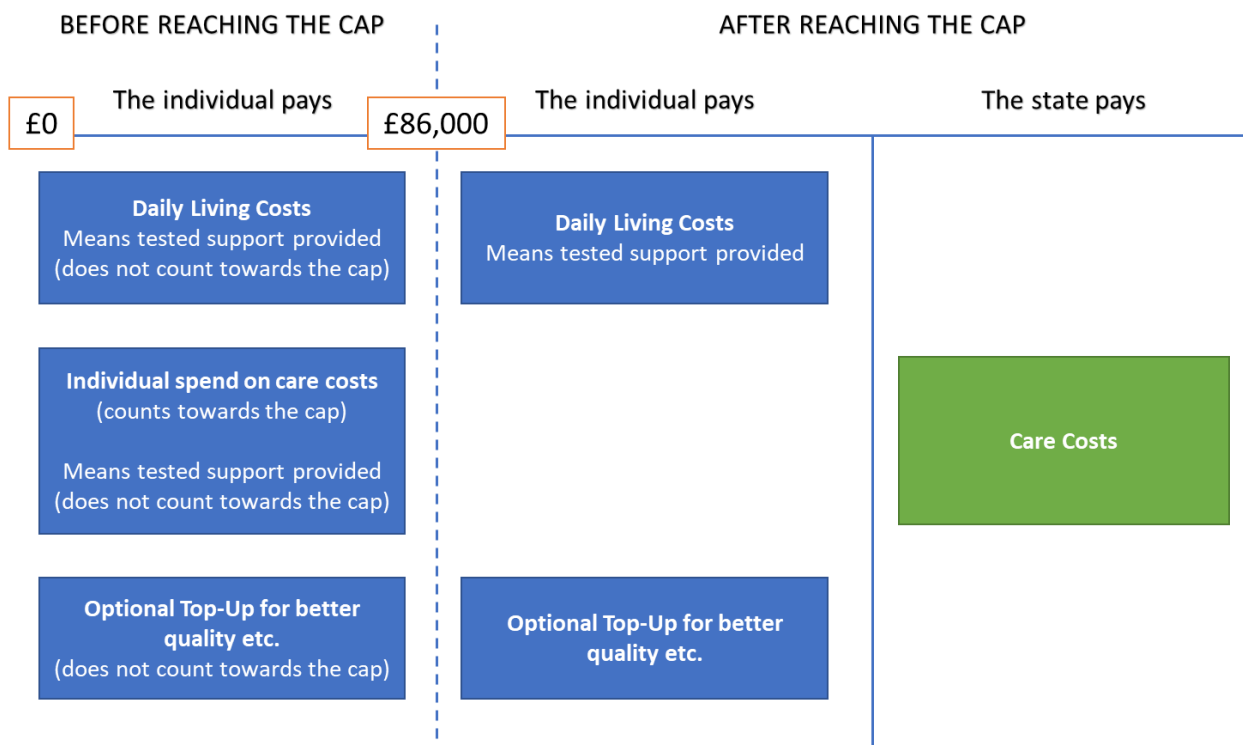 BEFORE REACHING THE CAP
AFTER REACHING THE CAP
The individual pays
The individual pays
The state pays
£0
£86,000
Daily Living Costs
Means tested support provided
(does not count towards the cap)
Daily Living Costs
Means tested support provided
Individual spend on care costs
(counts towards the cap)
Means tested support provided
(does not count towards the cap)
Care Costs
Optional Top-Up for better
quality etc.
(does not count towards the cap)
Optional Top-Up for better
quality etc.